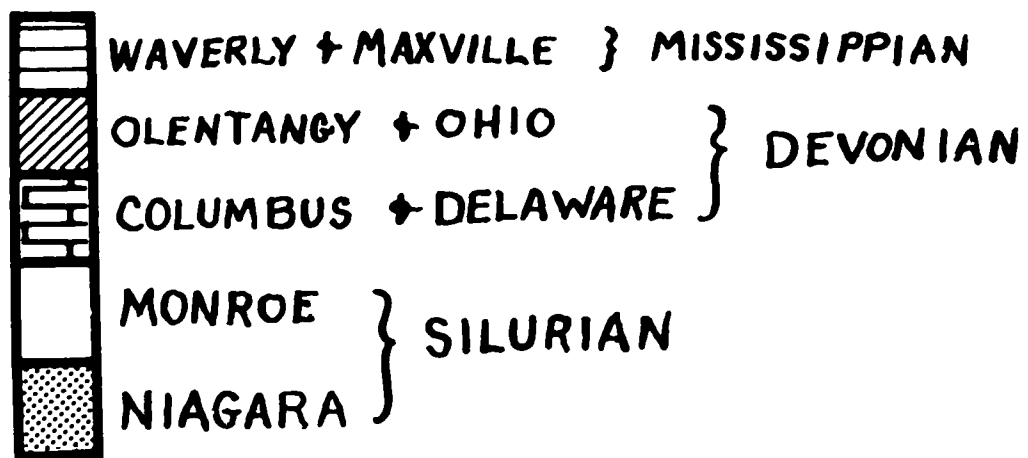 WAVERLY + MAXVILLE } MISSISSIPPIAN
OLENTANGY + OHIO
DEVONIAN
COLUMBUS + DELAWARE
MONROE
SILURIAN
NIAGARA